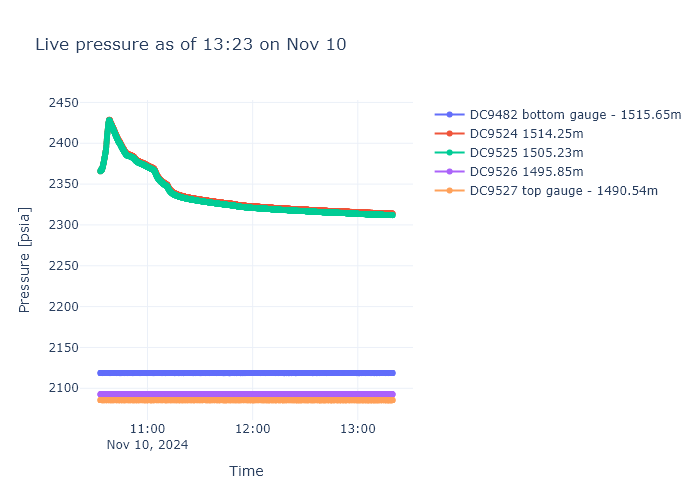 Live pressure as of 13:23 on Nov 10
2450
2400
2350
2300
2250
2200
2150
2100
Pressure [psia]
11:00
Nov 10, 2024
12:00
13:00
Time
DC9482 bottom gauge - 1515.65m
DC9524 1514.25m
DC9525 1505.23m
DC9526 1495.85m
DC9527 top gauge - 1490.54m